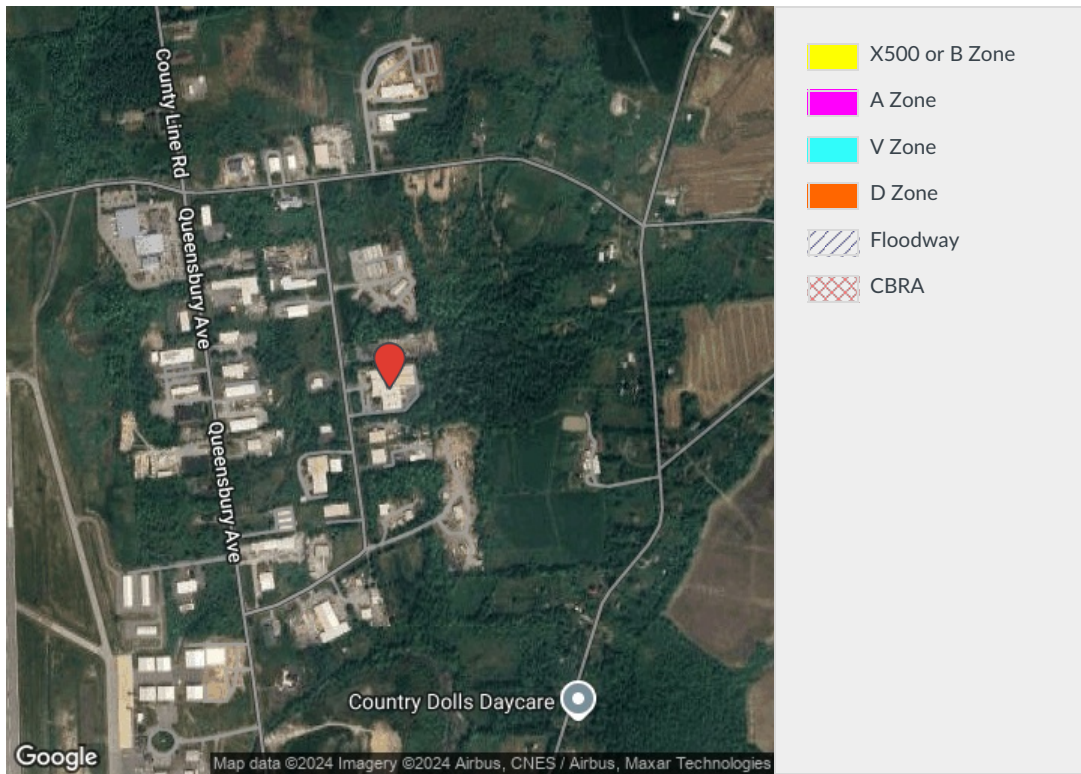 County Line Rd
Queensbury Ave
Queensbury Ave
Country Dolls Daycare
Google
Map data ©2024 Imagery ©2024 Airbus, CNES / Airbus, Maxar Technologies
X500 or B Zone
A Zone
V Zone
D Zone
Floodway
CBRA